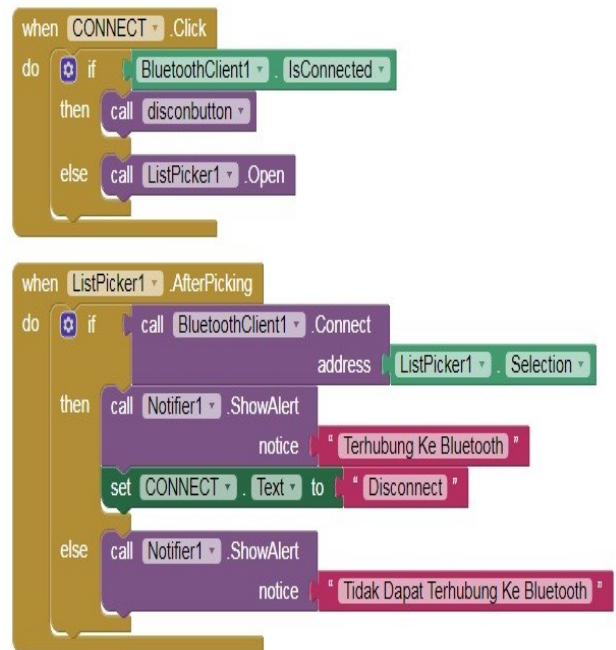 when CONNECT .Click
do if BluetoothClient1 . IsConnected
then call disconbutton
else call ListPicker1 .Open
when ListPicker1 .AfterPicking
do if call BluetoothClient1 .Connect
address ListPicker1 . Selection
then call Notifier1 .ShowAlert
notice " Terhubung Ke Bluetooth "
set CONNECT . Text to " Disconnect "
else call Notifier1 .ShowAlert
notice " Tidak Dapat Terhubung Ke Bluetooth "